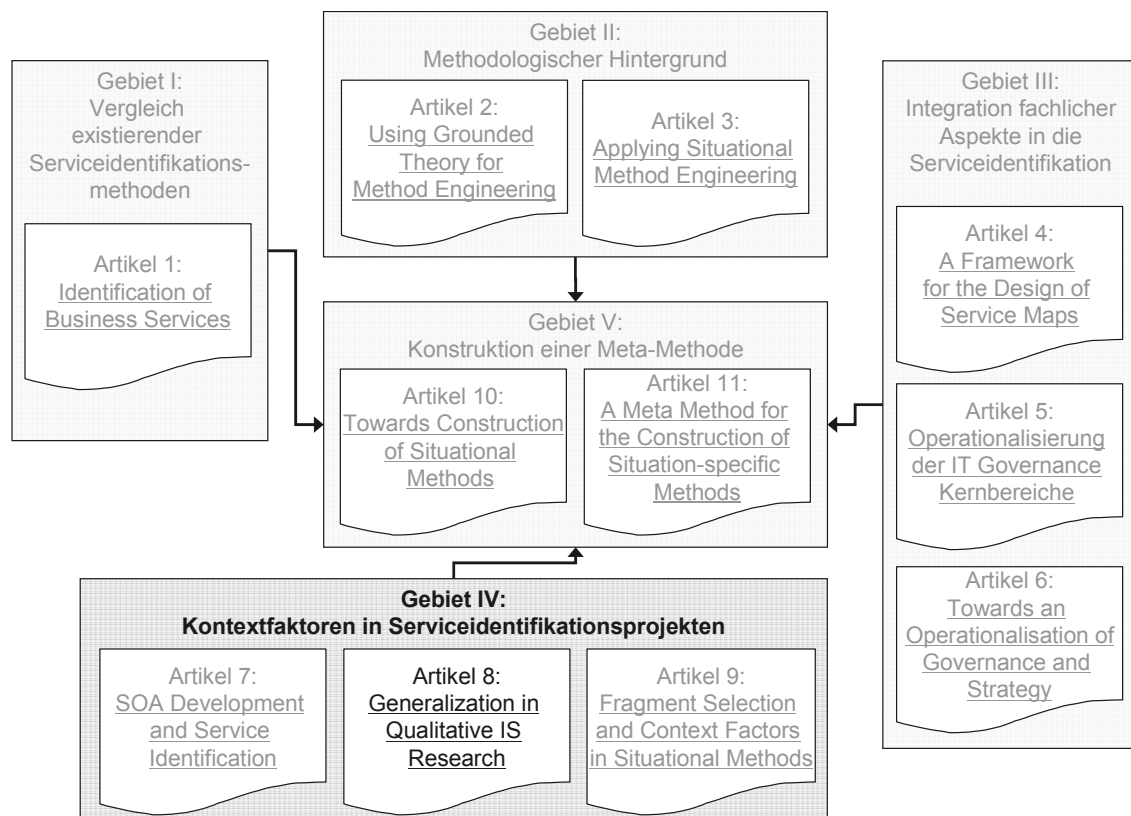 Gebiet I:
Vergleich
existierender
Serviceidentifikations-
methoden
Artikel 1:
Identification of
Business Services
Gebiet II:
Methodologischer Hintergrund
Artikel 2:
Using Grounded
Theory for
Method Engineering
Artikel 3:
Applying Situational
Method Engineering
Gebiet III:
Integration fachlicher
Aspekte in die
Serviceidentifikation
Artikel 4:
A Framework
for the Design of
Service Maps
Artikel 5:
Operationalisierung
der IT Governance
Kernbereiche
Artikel 6:
Towards an
Operationalisation of
Governance and
Strategy
Gebiet V:
Konstruktion einer Meta-Methode
Artikel 10:
Towards Construction
of Situational
Methods
Artikel 11:
A Meta Method for
the Construction of
Situation-specific
Methods
Gebiet IV:
Kontextfaktoren in Serviceidentifikationsprojekten
Artikel 7:
SOA Development
and Service
Identification
Artikel 8:
Generalization in
Qualitative IS
Research
Artikel 9:
Fragment Selection
and Context Factors
in Situational Methods